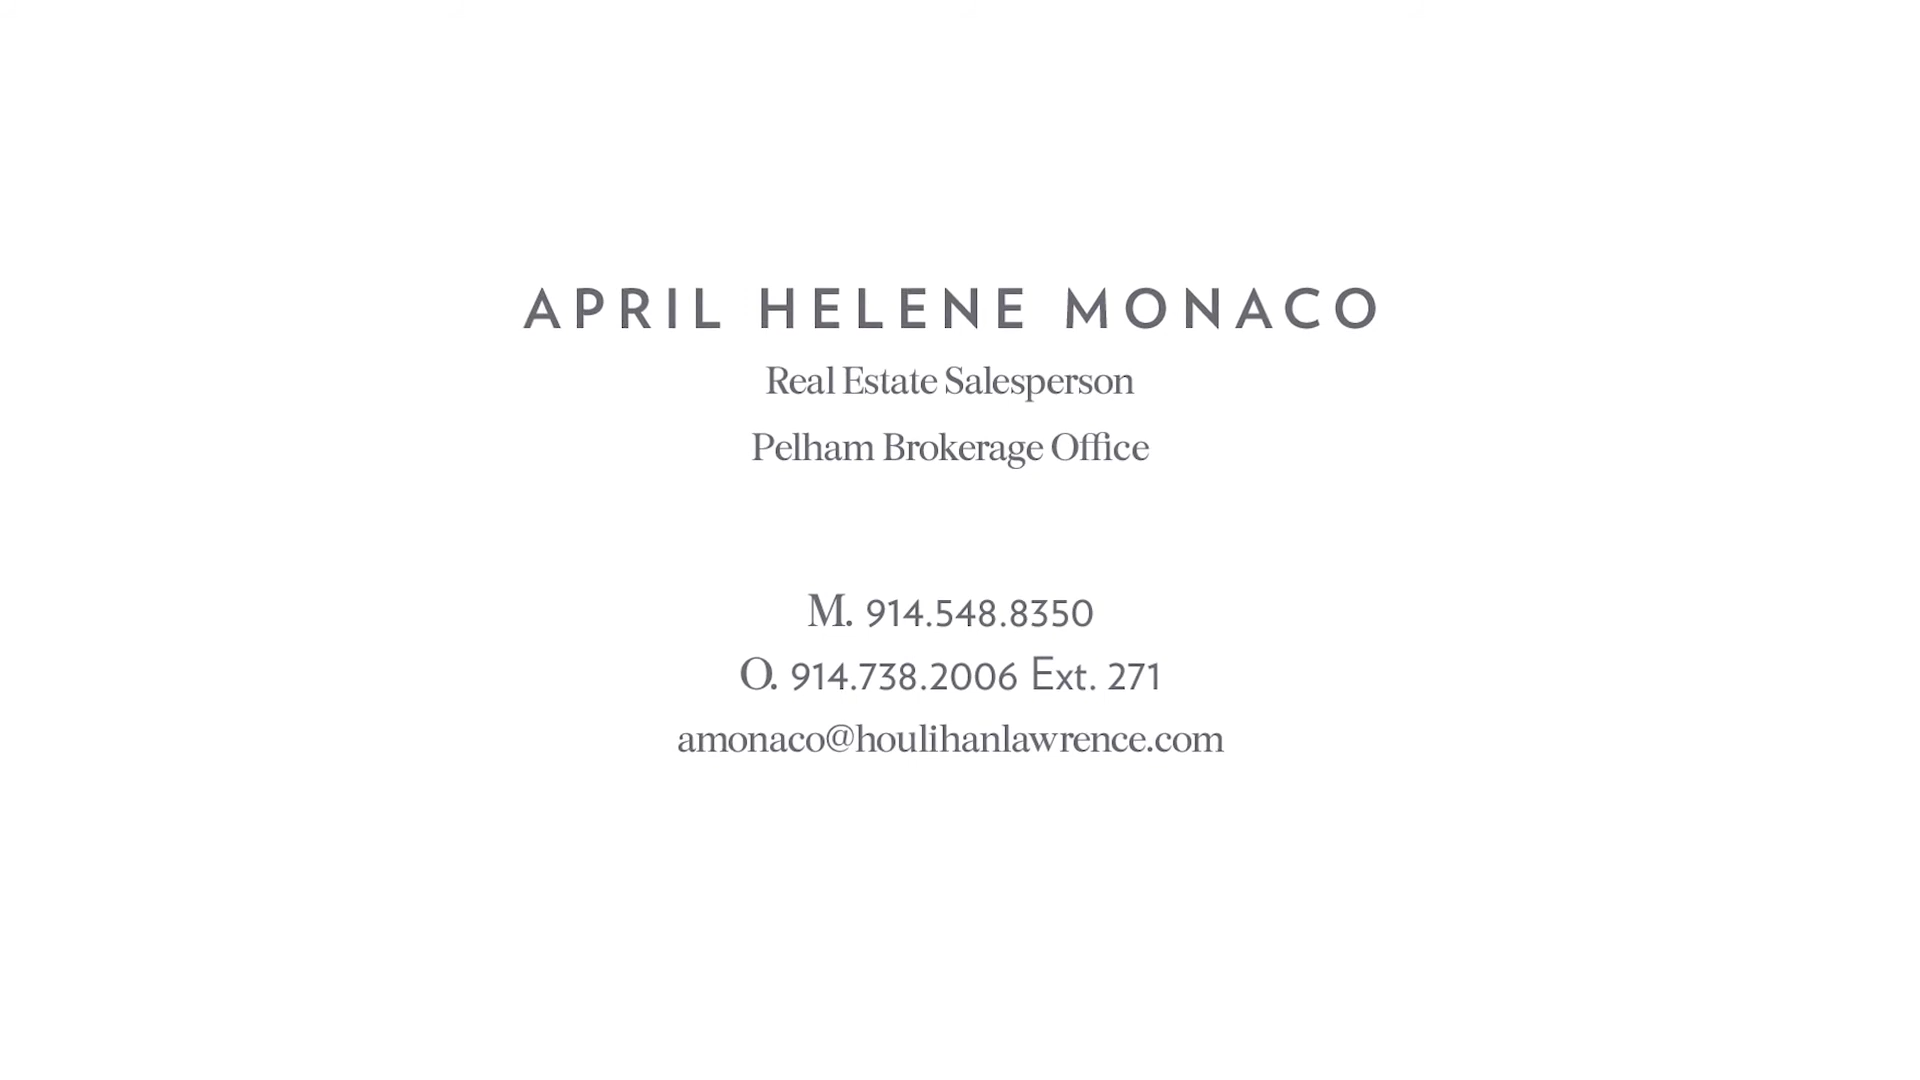 APRIL HELENE MONACO
Real Estate Salesperson
Pelham Brokerage Office
M. 914.548.8350
O. 914.738.2006 Ext. 271
amonaco@houlihanlawrence.com